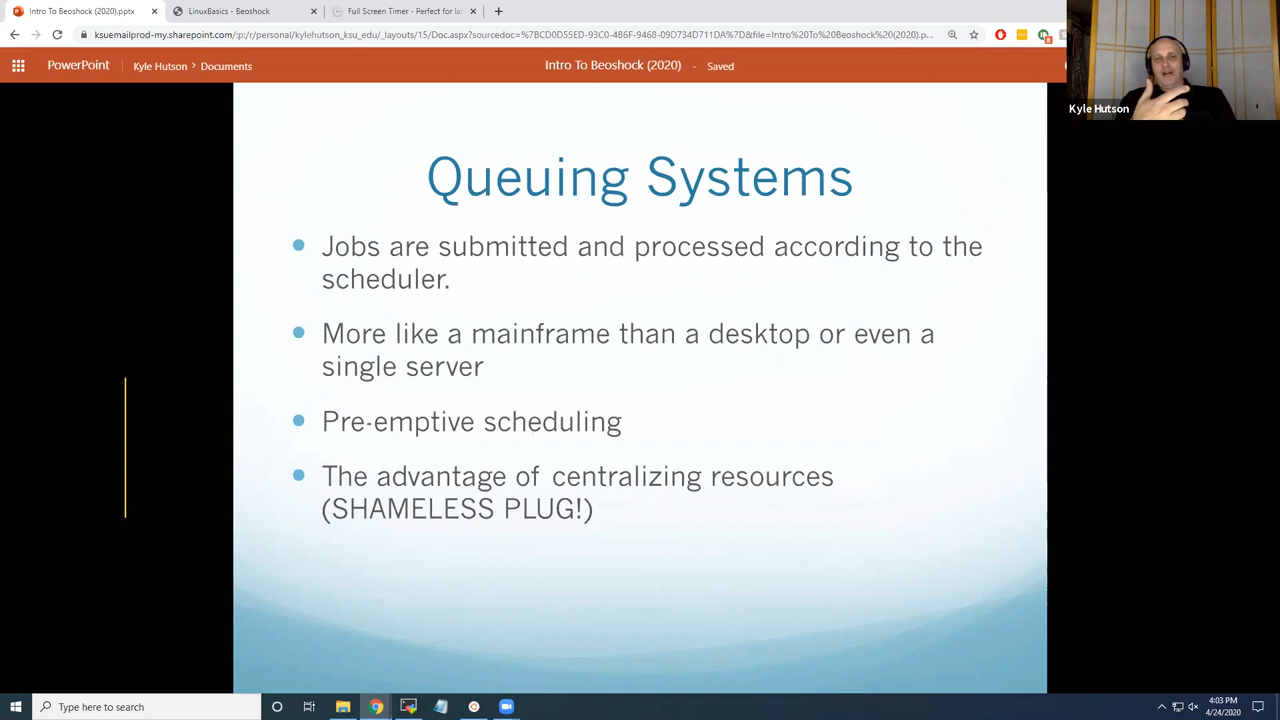 Intro To Beoshock (2020).pptx
LinuxBasics - Beoshock
Full Screen Timer - Perfect for la
ksuemailprod-my.sharepoint.com/:p:/r/personal/kylehutson_ksu_edu/_layouts/15/Doc.aspx?sourcedoc=%7BCD0D55ED-93C0-4B6F-9468-09D734D711DA%7D&file=Intro%20To%20Beoshock%20(2020).p...
PowerPoint
Kyle Hutson > Documents
Intro To Beoshock (2020) - Saved
Kyle Hutson
Queuing Systems
Jobs are submitted and processed according to the
scheduler.
More like a mainframe than a desktop or even a
single server
Pre-emptive scheduling
The advantage of centralizing resources
(SHAMELESS PLUG!)
Type here to search
4:03 PM
4/24/2020